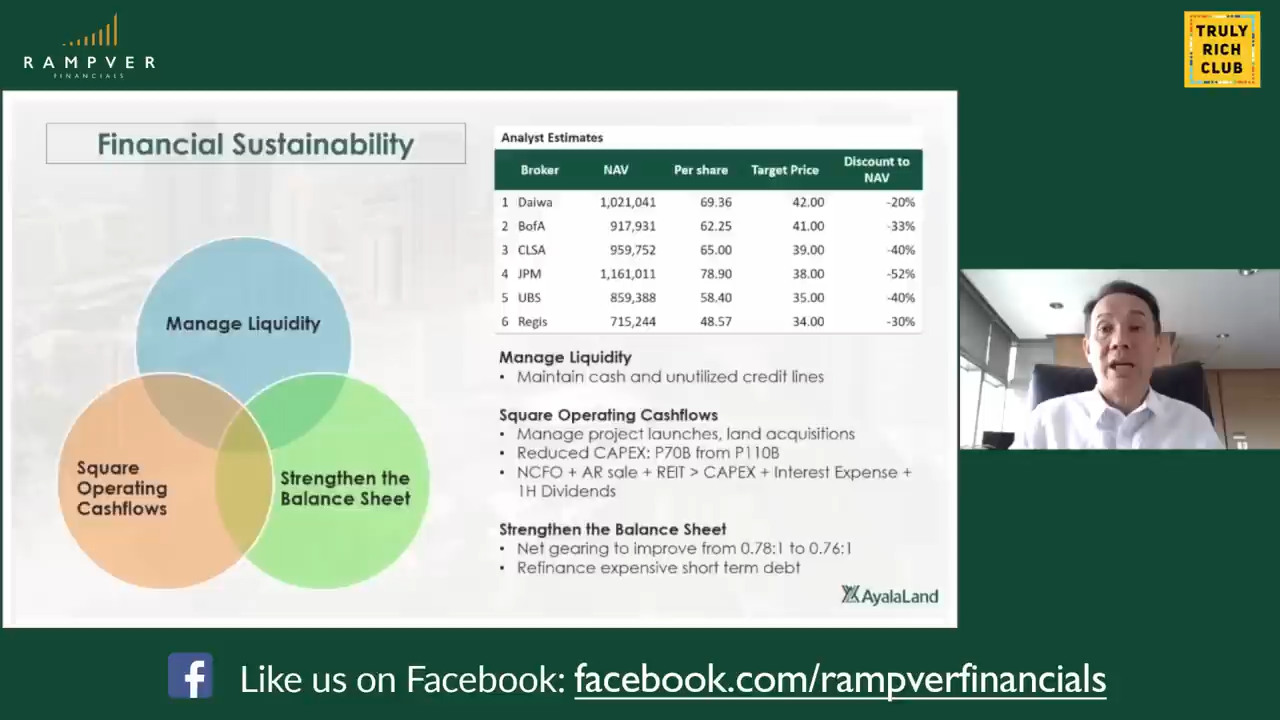 RAMPVER
FINANCIALS
TRULY
RICH
CLUB
Financial Sustainability
Manage Liquidity
Square
Operating
Cashflows
Strengthen the
Balance Sheet
Analyst Estimates
Broker NAV Per share Target Price Discount to NAV
1 Daiwa 1,021,041 69.36 42.00 -20%
2 BofA 917,931 62.25 41.00 -33%
3 CLSA 959,752 65.00 39.00 -40%
4 JPM 1,161,011 78.90 38.00 -52%
5 UBS 859,388 58.40 35.00 -40%
6 Regis 715,244 48.57 34.00 -30%
Manage Liquidity
• Maintain cash and unutilized credit lines
Square Operating Cashflows
• Manage project launches, land acquisitions
• Reduced CAPEX: P70B from P110B
• NCFO + AR sale + REIT > CAPEX + Interest Expense +
1H Dividends
Strengthen the Balance Sheet
• Net gearing to improve from 0.78:1 to 0.76:1
• Refinance expensive short term debt
AyalaLand
Like us on Facebook: facebook.com/rampverfinancials